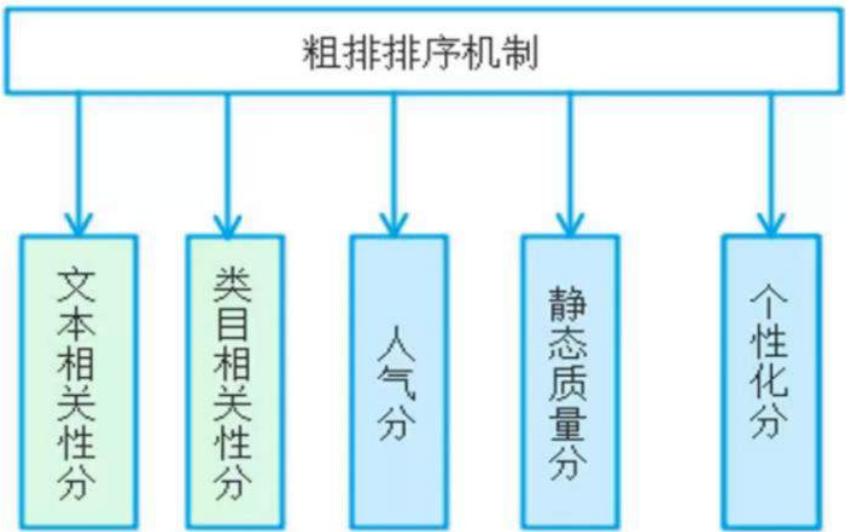 粗排排序机制
文本相关性分
类目相关性分
人气分
静态质量分
个性化分